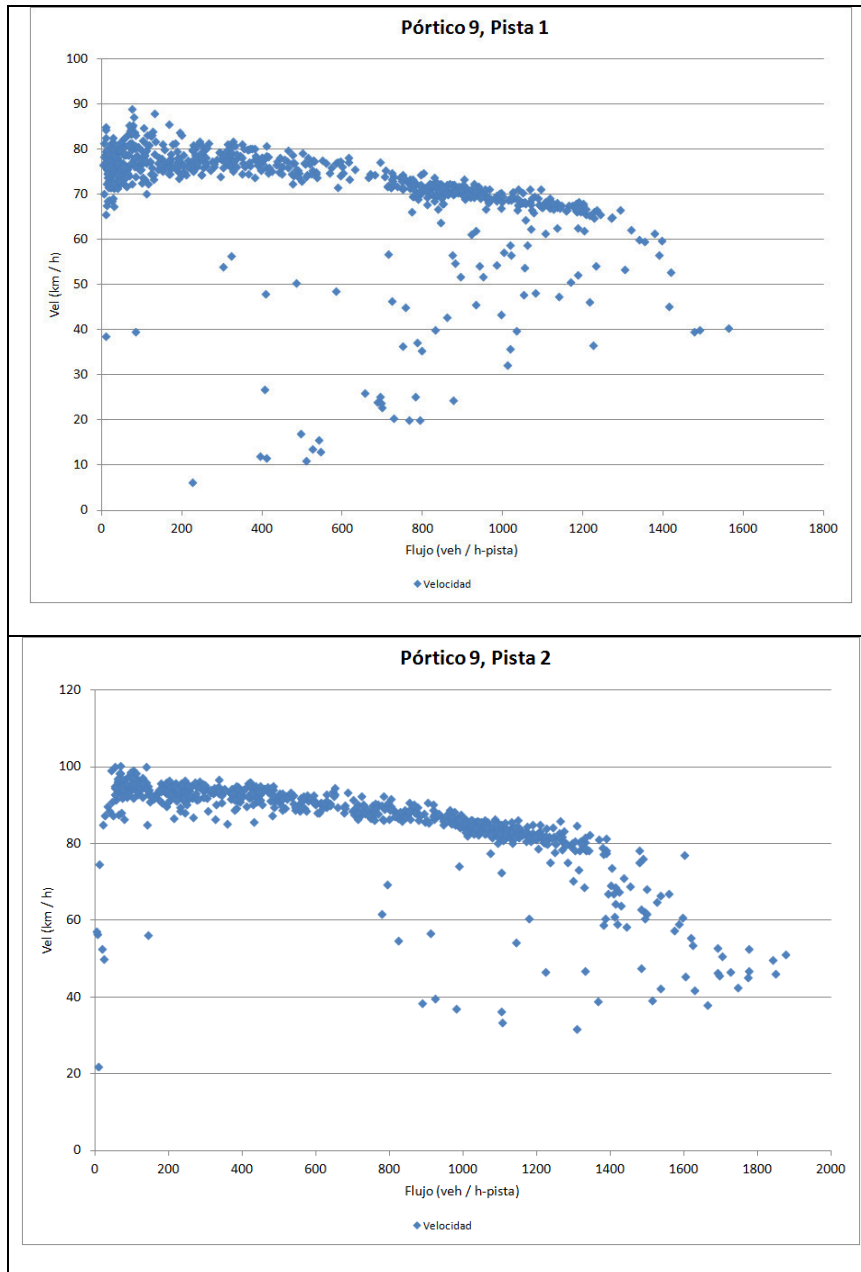 Pórtico 9, Pista 1
100
90
80
70
60
50
40
30
20
10
0
Vel (km / h)
0 200 400 600 800 1000 1200 1400 1600 1800
Flujo (veh / h-pista)
Velocidad
Pórtico 9, Pista 2
120
100
80
60
40
20
0
Vel (km / h)
0 200 400 600 800 1000 1200 1400 1600 1800 2000
Flujo (veh / h-pista)
Velocidad